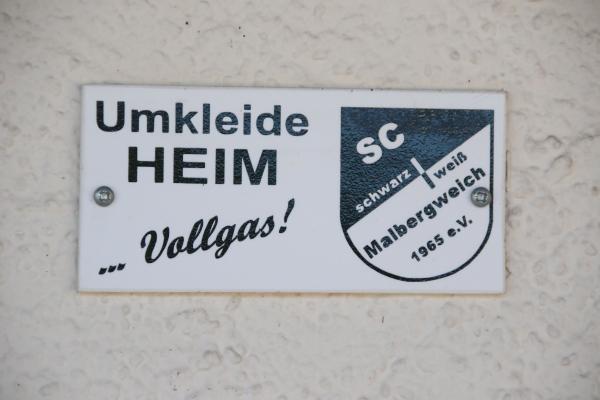 Umkleide
HEIM
... Vollgas!
SC
schwarz / weiß
Malbergweich
1965 e.V.